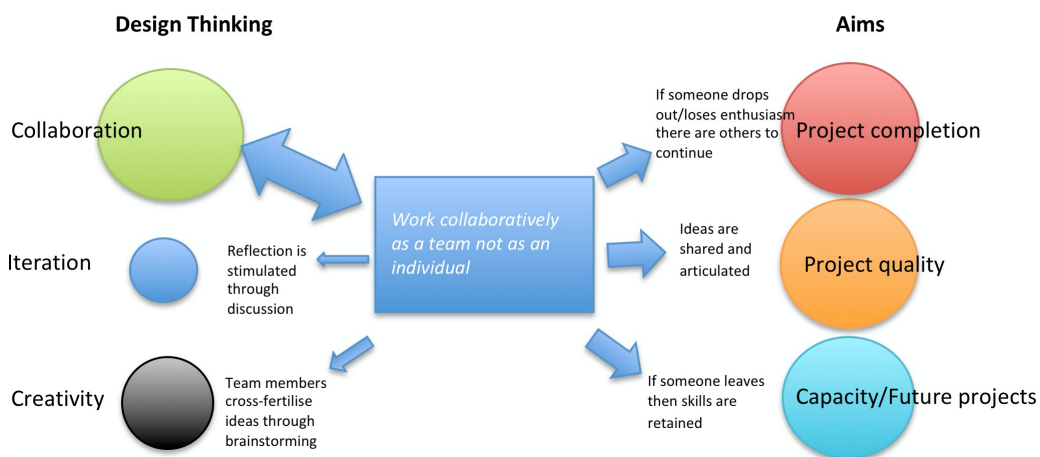 Design Thinking
Aims
Collaboration
Iteration
Reflection is
stimulated
through
discussion
Creativity
Team members
cross-fertilise
ideas through
brainstorming
Work collaboratively
as a team not as an
individual
If someone drops
out/loses enthusiasm
there are others to
continue
Project completion
Ideas are
shared and
articulated
Project quality
If someone leaves
then skills are
retained
Capacity/Future projects